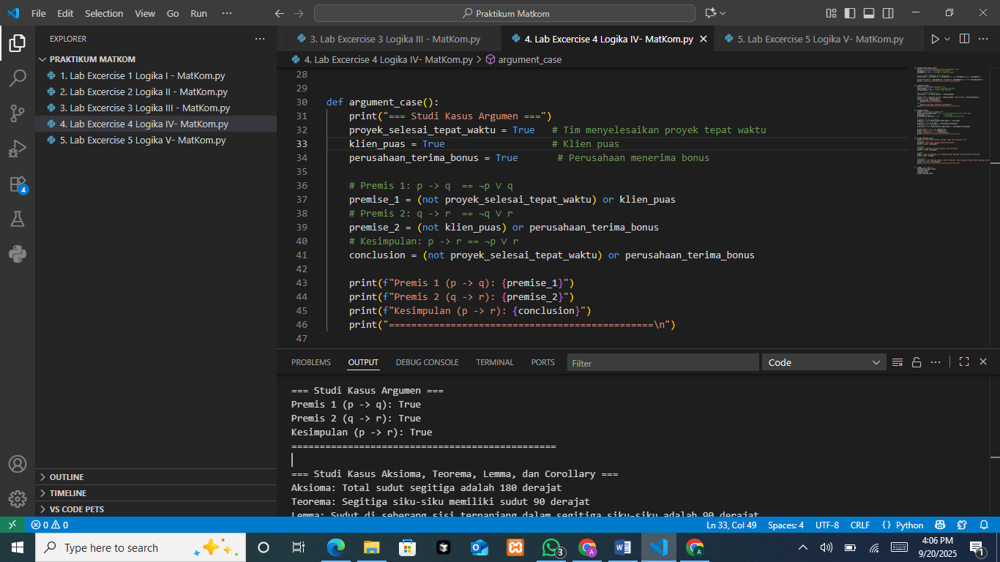 File Edit Selection View Go Run ··· Praktikum Matkom
EXPLORER ···
PRAKTIKUM MATKOM
1. Lab Excercise 1 Logika I - MatKom.py
2. Lab Excercise 2 Logika II - MatKom.py
3. Lab Excercise 3 Logika III - MatKom.py
4. Lab Excercise 4 Logika IV- MatKom.py
5. Lab Excercise 5 Logika V- MatKom.py
4
OUTLINE
TIMELINE
VS CODE PETS
3. Lab Excercise 3 Logika III - MatKom.py 4. Lab Excercise 4 Logika IV- MatKom.py 5. Lab Excercise 5 Logika V- MatKom.py
4. Lab Excercise 4 Logika IV- MatKom.py > argument_case
28
29
30 def argument_case():
31     print("=== Studi Kasus Argumen ===")
32     proyek_selesai_tepat_waktu = True   # Tim menyelesaikan proyek tepat waktu
33     klien_puas = True                   # Klien puas
34     perusahaan_terima_bonus = True       # Perusahaan menerima bonus
35
36     # Premis 1: p -> q  == ¬p ∨ q
37     premise_1 = (not proyek_selesai_tepat_waktu) or klien_puas
38     # Premis 2: q -> r  == ¬q ∨ r
39     premise_2 = (not klien_puas) or perusahaan_terima_bonus
40     # Kesimpulan: p -> r == ¬p ∨ r
41     conclusion = (not proyek_selesai_tepat_waktu) or perusahaan_terima_bonus
42
43     print(f"Premis 1 (p -> q): {premise_1}")
44     print(f"Premis 2 (q -> r): {premise_2}")
45     print(f"Kesimpulan (p -> r): {conclusion}")
46     print("===============================================\n")
47
PROBLEMS OUTPUT DEBUG CONSOLE TERMINAL PORTS Filter Code
=== Studi Kasus Argumen ===
Premis 1 (p -> q): True
Premis 2 (q -> r): True
Kesimpulan (p -> r): True
===============================================
=== Studi Kasus Aksioma, Teorema, Lemma, dan Corollary ===
Aksioma: Total sudut segitiga adalah 180 derajat
Teorema: Segitiga siku-siku memiliki sudut 90 derajat
Lemma: Sudut di seberang sisi terpanjang dalam segitiga siku-siku adalah 90 derajat
0 0 Ln 33, Col 49 Spaces: 4 UTF-8 CRLF {} Python
Type here to search 3 4:06 PM
9/20/2025 1